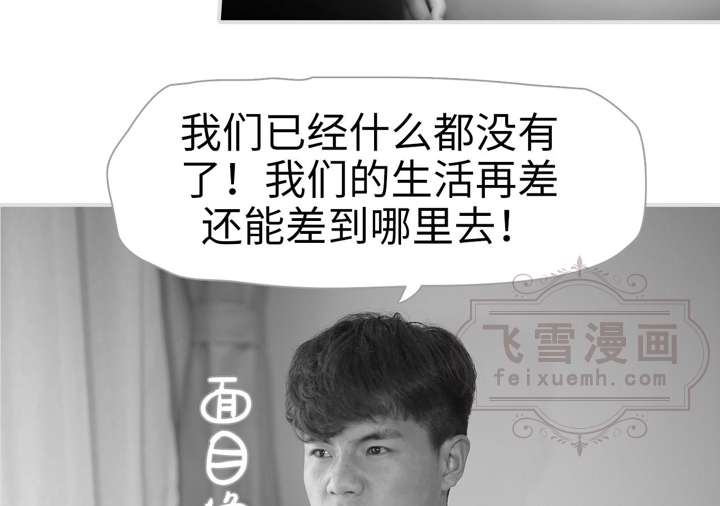 我们已经什么都没有
了！我们的生活再差
还能差到哪里去！
飞雪漫画
feixuemh.com
面
目